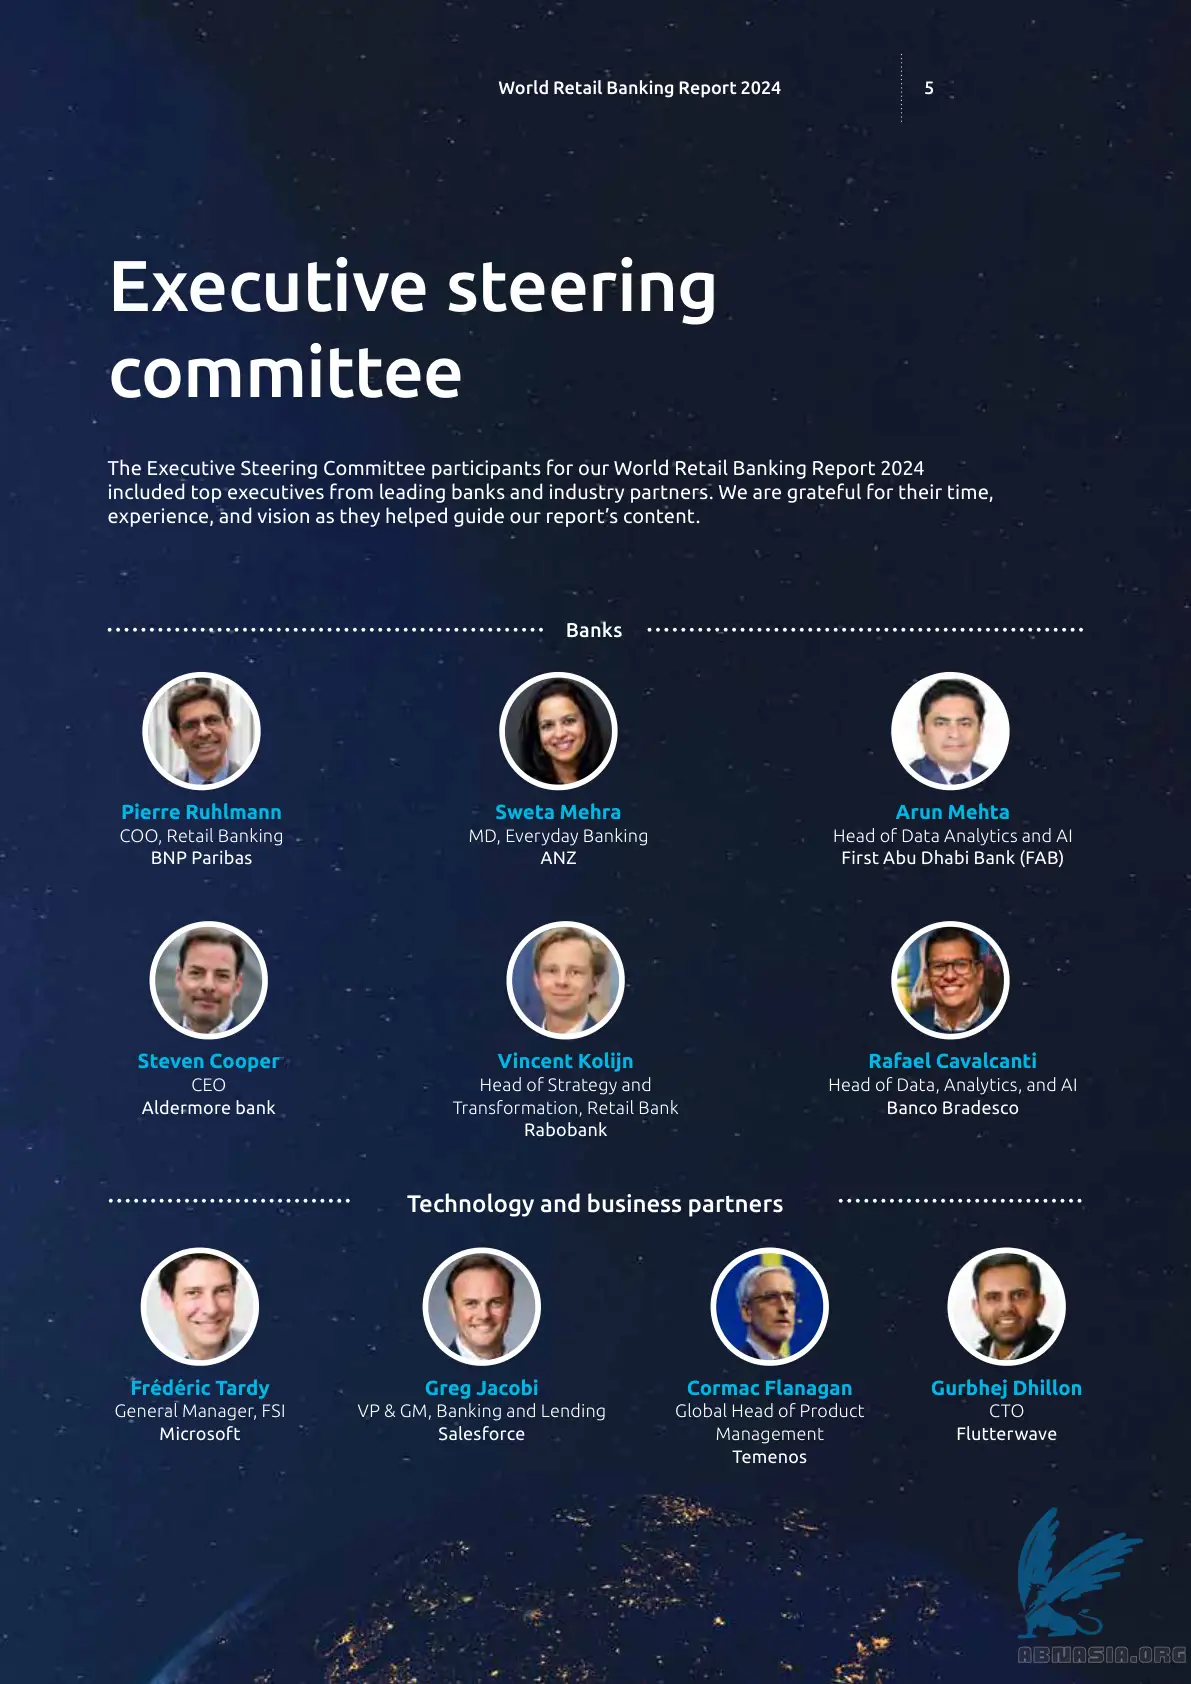 World Retail Banking Report 2024
5
Executive steering
committee
The Executive Steering Committee participants for our World Retail Banking Report 2024
included top executives from leading banks and industry partners. We are grateful for their time,
experience, and vision as they helped guide our report’s content.
Banks
Pierre Ruhlmann
COO, Retail Banking
BNP Paribas
Sweta Mehra
MD, Everyday Banking
ANZ
Arun Mehta
Head of Data Analytics and AI
First Abu Dhabi Bank (FAB)
Steven Cooper
CEO
Aldermore bank
Vincent Kolijn
Head of Strategy and
Transformation, Retail Bank
Rabobank
Rafael Cavalcanti
Head of Data, Analytics, and AI
Banco Bradesco
Technology and business partners
Frédéric Tardy
General Manager, FSI
Microsoft
Greg Jacobi
VP & GM, Banking and Lending
Salesforce
Cormac Flanagan
Global Head of Product
Management
Temenos
Gurbhej Dhillon
CTO
Flutterwave
ABNASIA.ORG